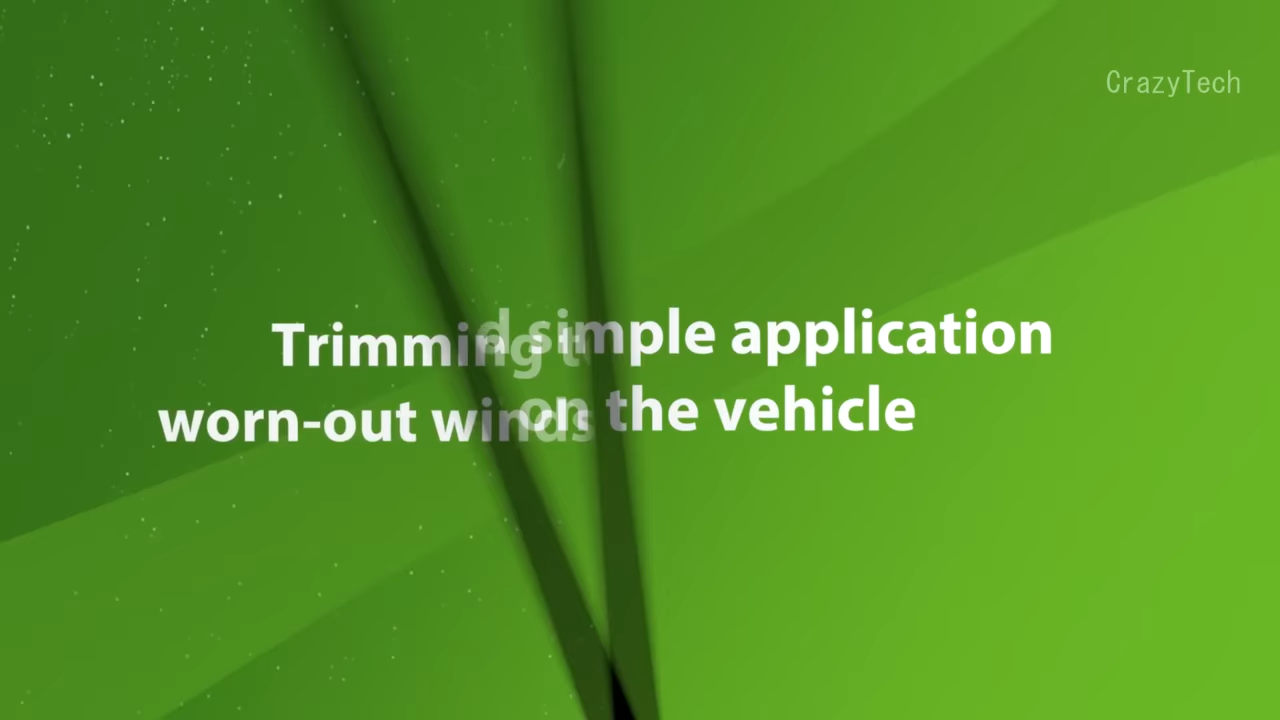 CrazyTech
Trimming simple application
worn-out on the vehicle